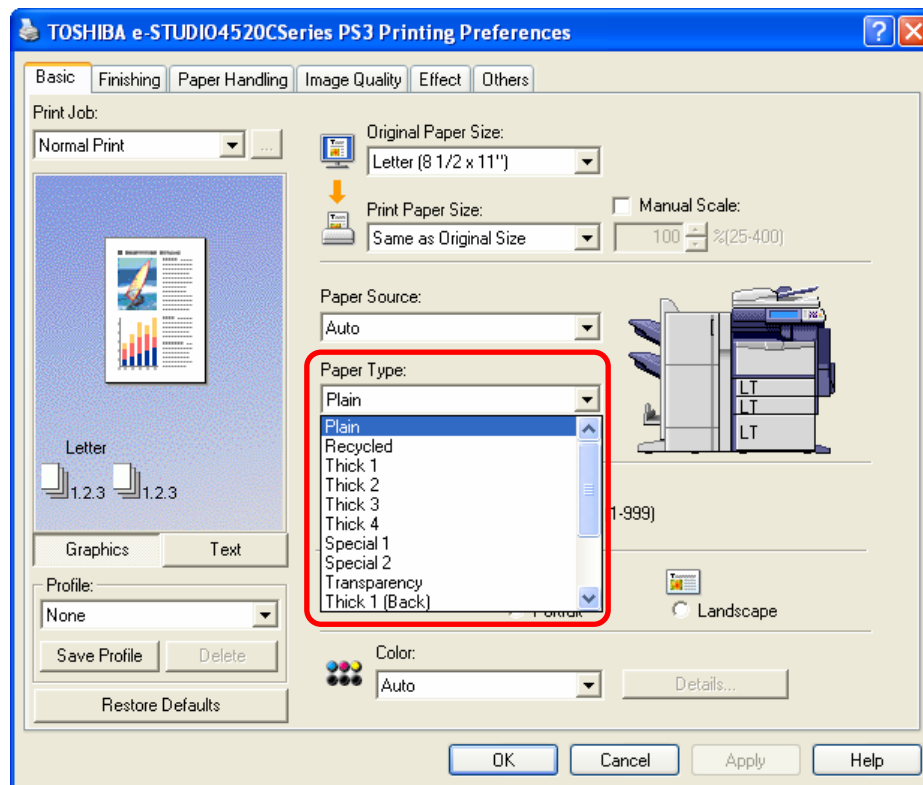 TOSHIBA e-STUDIO4520CSeries PS3 Printing Preferences
Basic Finishing Paper Handling Image Quality Effect Others
Print Job:
Normal Print
...
Original Paper Size:
Letter (8 1/2 x 11")
Print Paper Size:
Same as Original Size
Manual Scale:
100 %(25-400)
Paper Source:
Auto
Paper Type:
Plain
Plain
Recycled
Thick 1
Thick 2
Thick 3
Thick 4
Special 1
Special 2
Transparency
Thick 1 (Back)
LT
LT
LT
1-999)
Landscape
Letter
1.2.3 1.2.3
Graphics Text
Profile:
None
Save Profile Delete
Restore Defaults
Color:
Auto
Details...
OK Cancel Apply Help